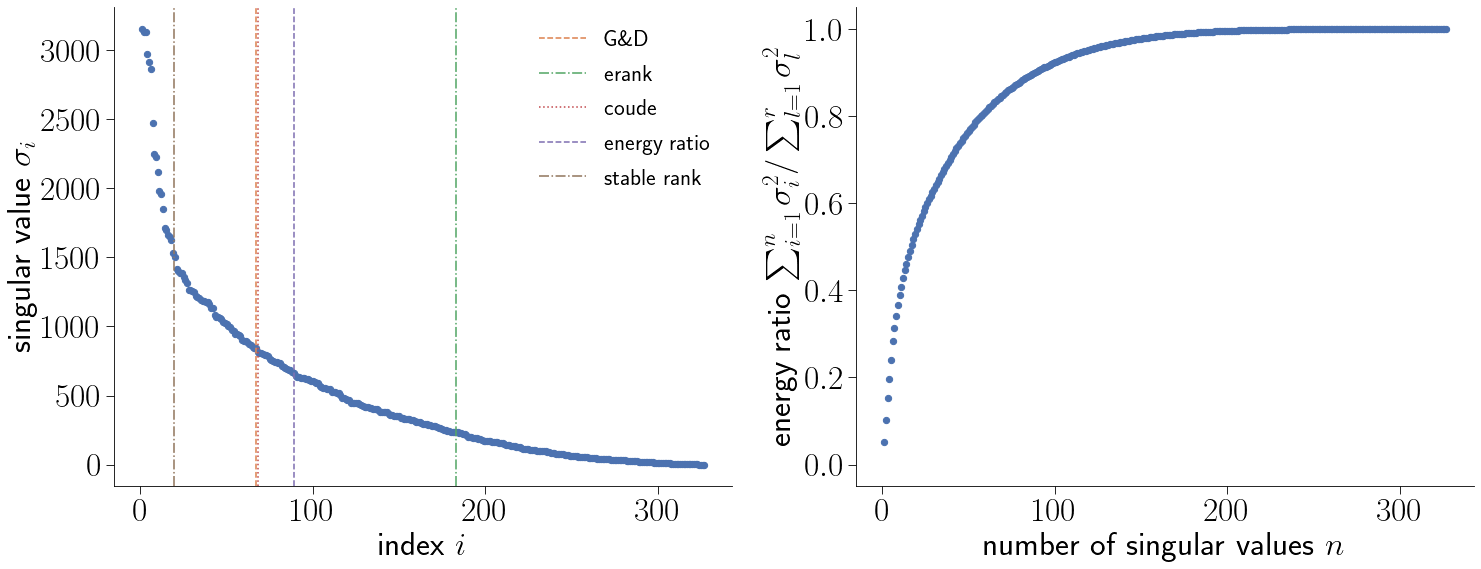 singular value σ_i
3000
2500
2000
1500
1000
500
0
0 100 200 300
index i
G&D
erank
coude
energy ratio
stable rank
energy ratio ∑_{i=1}^{n} σ_i^2 / ∑_{l=1}^{r} σ_l^2
1.0
0.8
0.6
0.4
0.2
0.0
0 100 200 300
number of singular values n